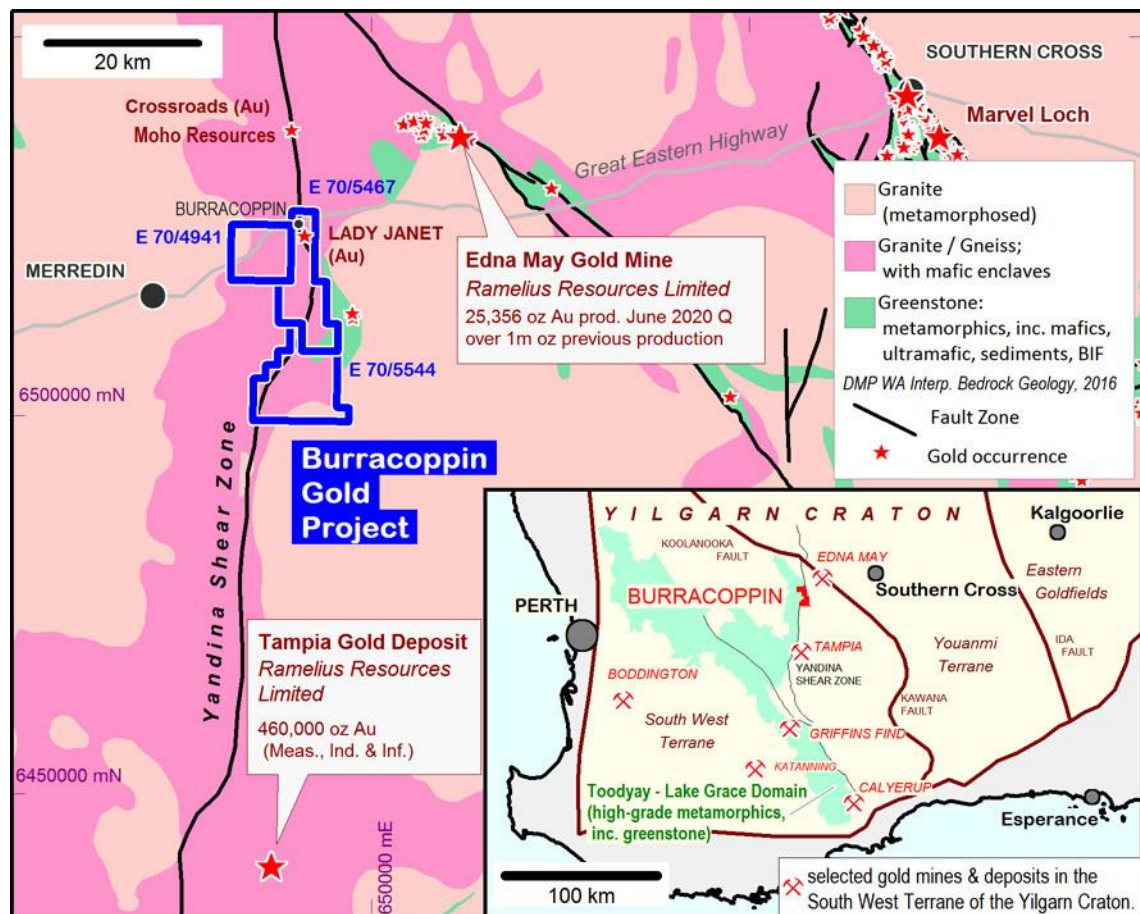 20 km
SOUTHERN CROSS
Crossroads (Au)
Moho Resources
Marvel Loch
Great Eastern Highway
E 70/5467
BURRACOPPIN
E 70/4941
LADY JANET
(Au)
MERREDIN
Edna May Gold Mine
Ramelius Resources Limited
25,356 oz Au prod. June 2020 Q
over 1m oz previous production
E 70/5544
6500000 mN
Granite
(metamorphosed)
Granite / Gneiss;
with mafic enclaves
Greenstone:
metamorphics, inc. mafics,
ultramafic, sediments, BIF
DMP WA Interp. Bedrock Geology, 2016
Fault Zone
Gold occurrence
Burracoppin
Gold
Project
Yandina Shear Zone
Tampia Gold Deposit
Ramelius Resources
Limited
460,000 oz Au
(Meas., Ind. & Inf.)
6450000 mN
650000 mE
YILGARN CRATON
KOOLANOOKA
FAULT
EDNA MAY
Kalgoorlie
Southern Cross
Eastern
Goldfields
BURRACOPPIN
PERTH
TAMPIA
YANDINA
SHEAR ZONE
Youanmi
Terrane
IDA
FAULT
BODDINGTON
KAWANA
FAULT
South West
Terrane
GRIFFINS FIND
KATANNING
CALYERUP
Toodyay - Lake Grace Domain
(high-grade metamorphics,
inc. greenstone)
Esperance
100 km
selected gold mines & deposits in the
South West Terrane of the Yilgarn Craton.